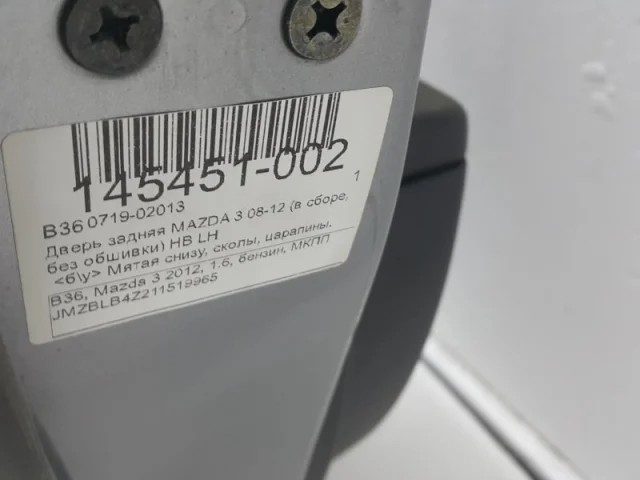 145451-002
B36 0719-02013
1
Дверь задняя MAZDA 3 08-12 (в сборе,
без обшивки) HB LH
<б\у> Мятая снизу, сколы, царапины.
B36, Mazda 3 2012, 1.6, бензин, МКПП
JMZBLB4Z211519965